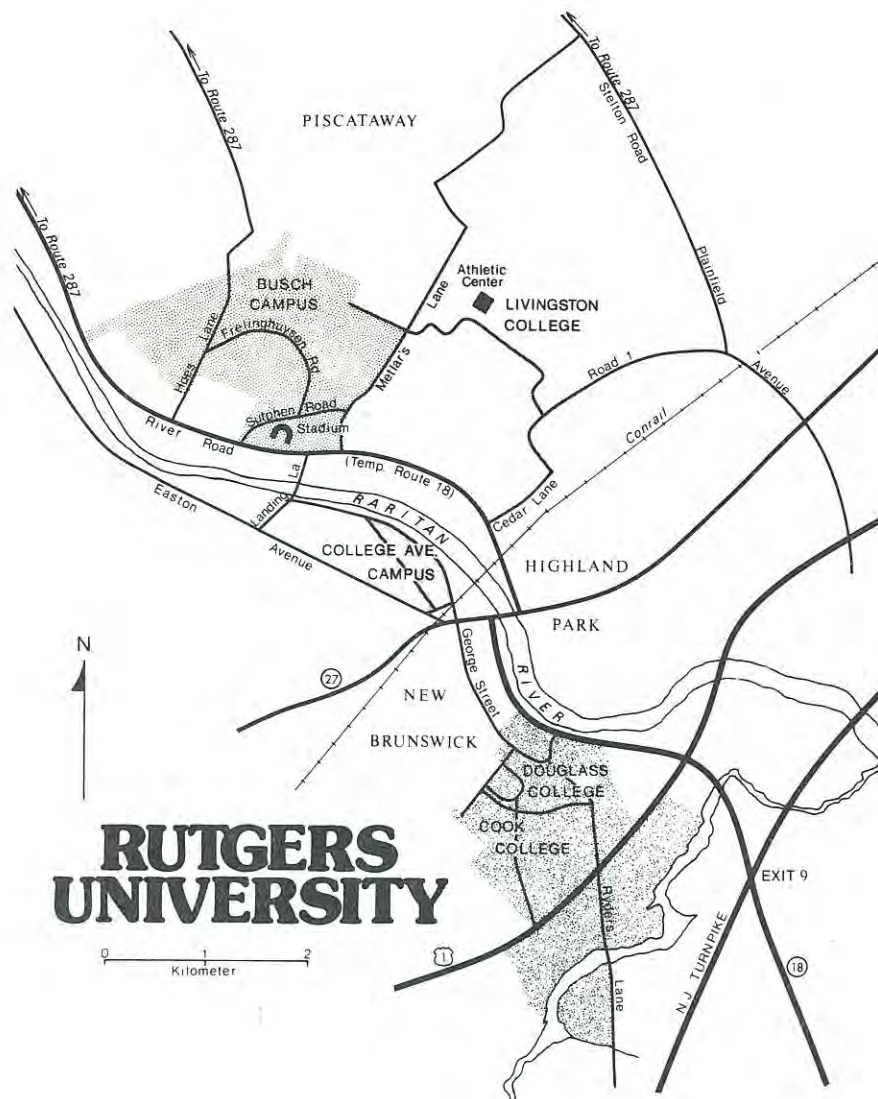 To Route 287
To Route 287
Stelton Road
PISCATAWAY
To Route 287
BUSCH
CAMPUS
Athletic
Center
LIVINGSTON
COLLEGE
Plainfield
Avenue
Hoes Lane
Frelinghuysen Rd
Metlar's Lane
Road 1
Sutphen Road
Stadium
Conrail
River Road
(Temp. Route 18)
Landing La
Cedar Lane
Easton
Avenue
RARITAN
COLLEGE AVE.
CAMPUS
HIGHLAND
PARK
N
27
George Street
RIVER
NEW
BRUNSWICK
DOUGLASS
COLLEGE
COOK
COLLEGE
RUTGERS
UNIVERSITY
Ryders
Lane
EXIT 9
0 1 2
Kilometer
1
NJ TURNPIKE
18